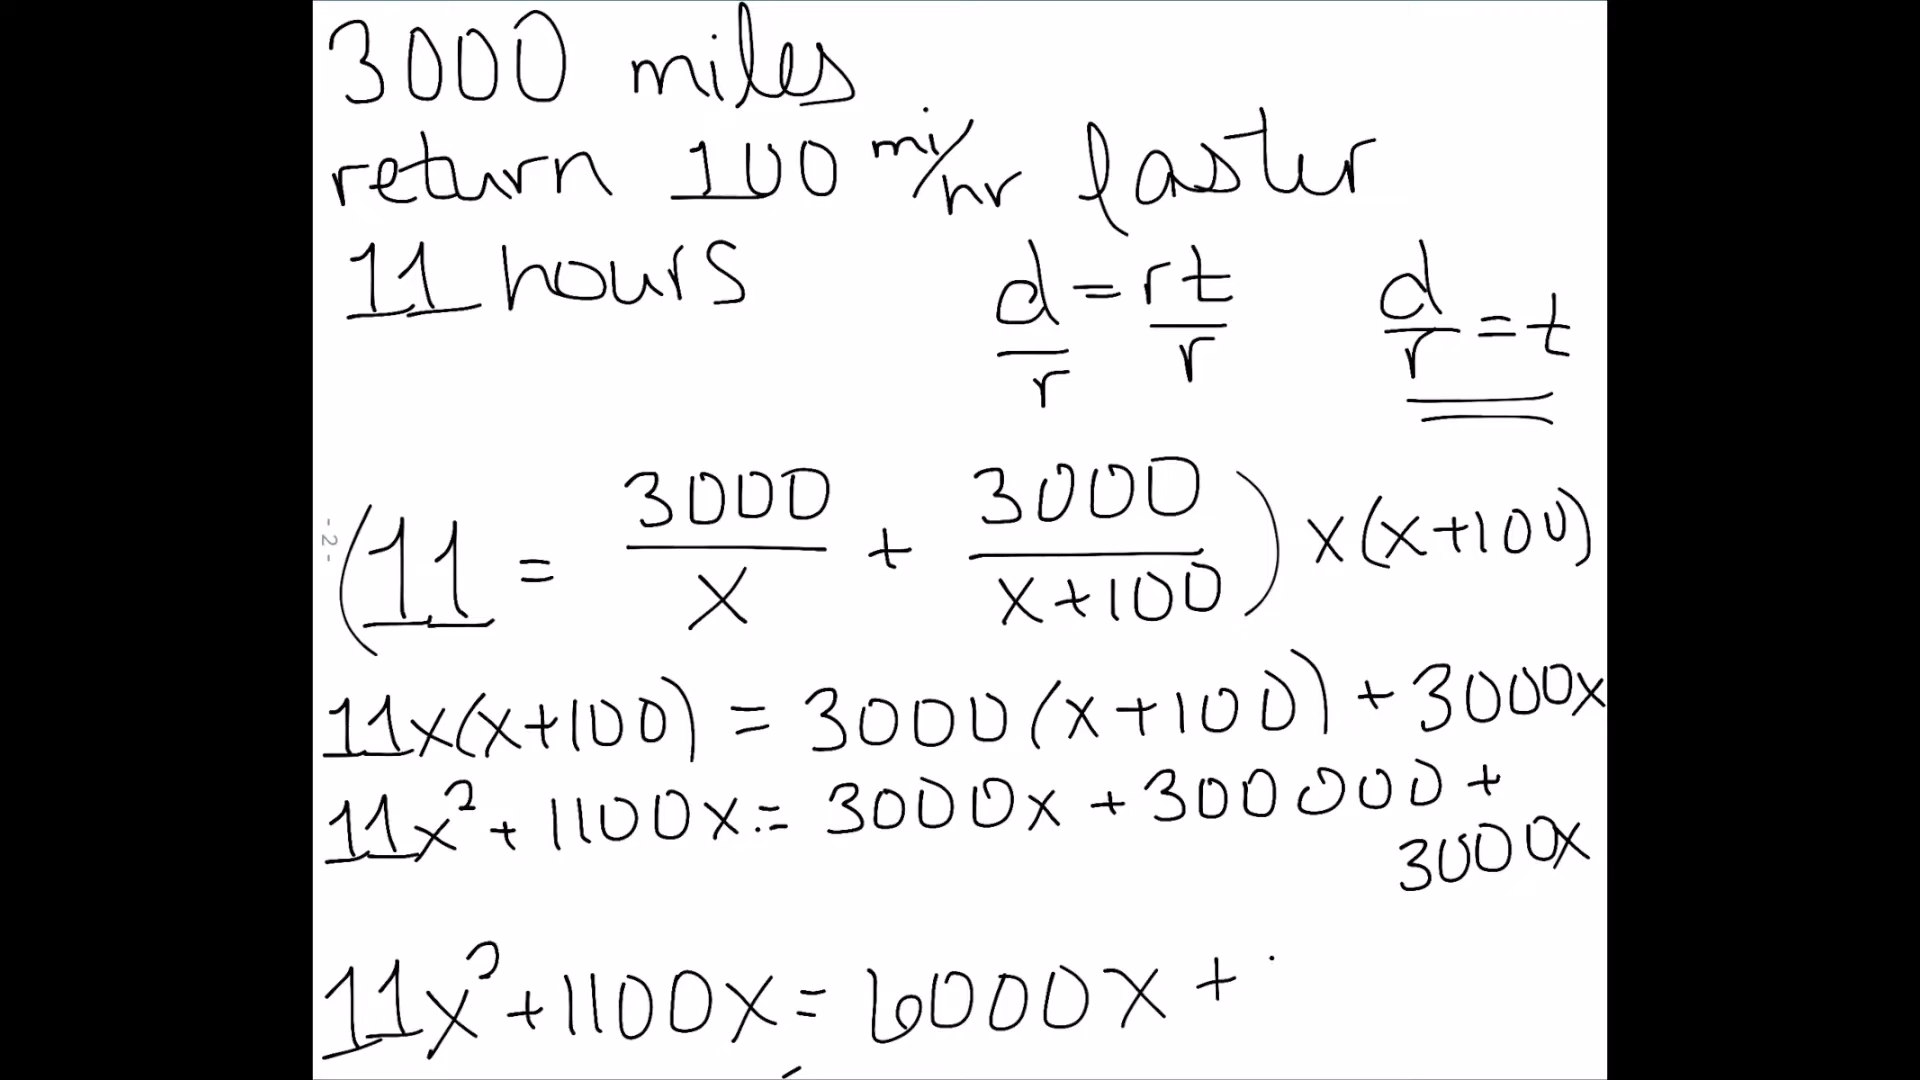 3000 miles
return 100 mi/hr faster
11 hours
d/r = rt/r   d/r = t
(11 = 3000/x + 3000/x+100) x(x+100)
-2-
11x(x+100) = 3000(x+100) + 3000x
11x² + 1100x = 3000x + 300000 +
3000x
11x² + 1100x = 6000x +